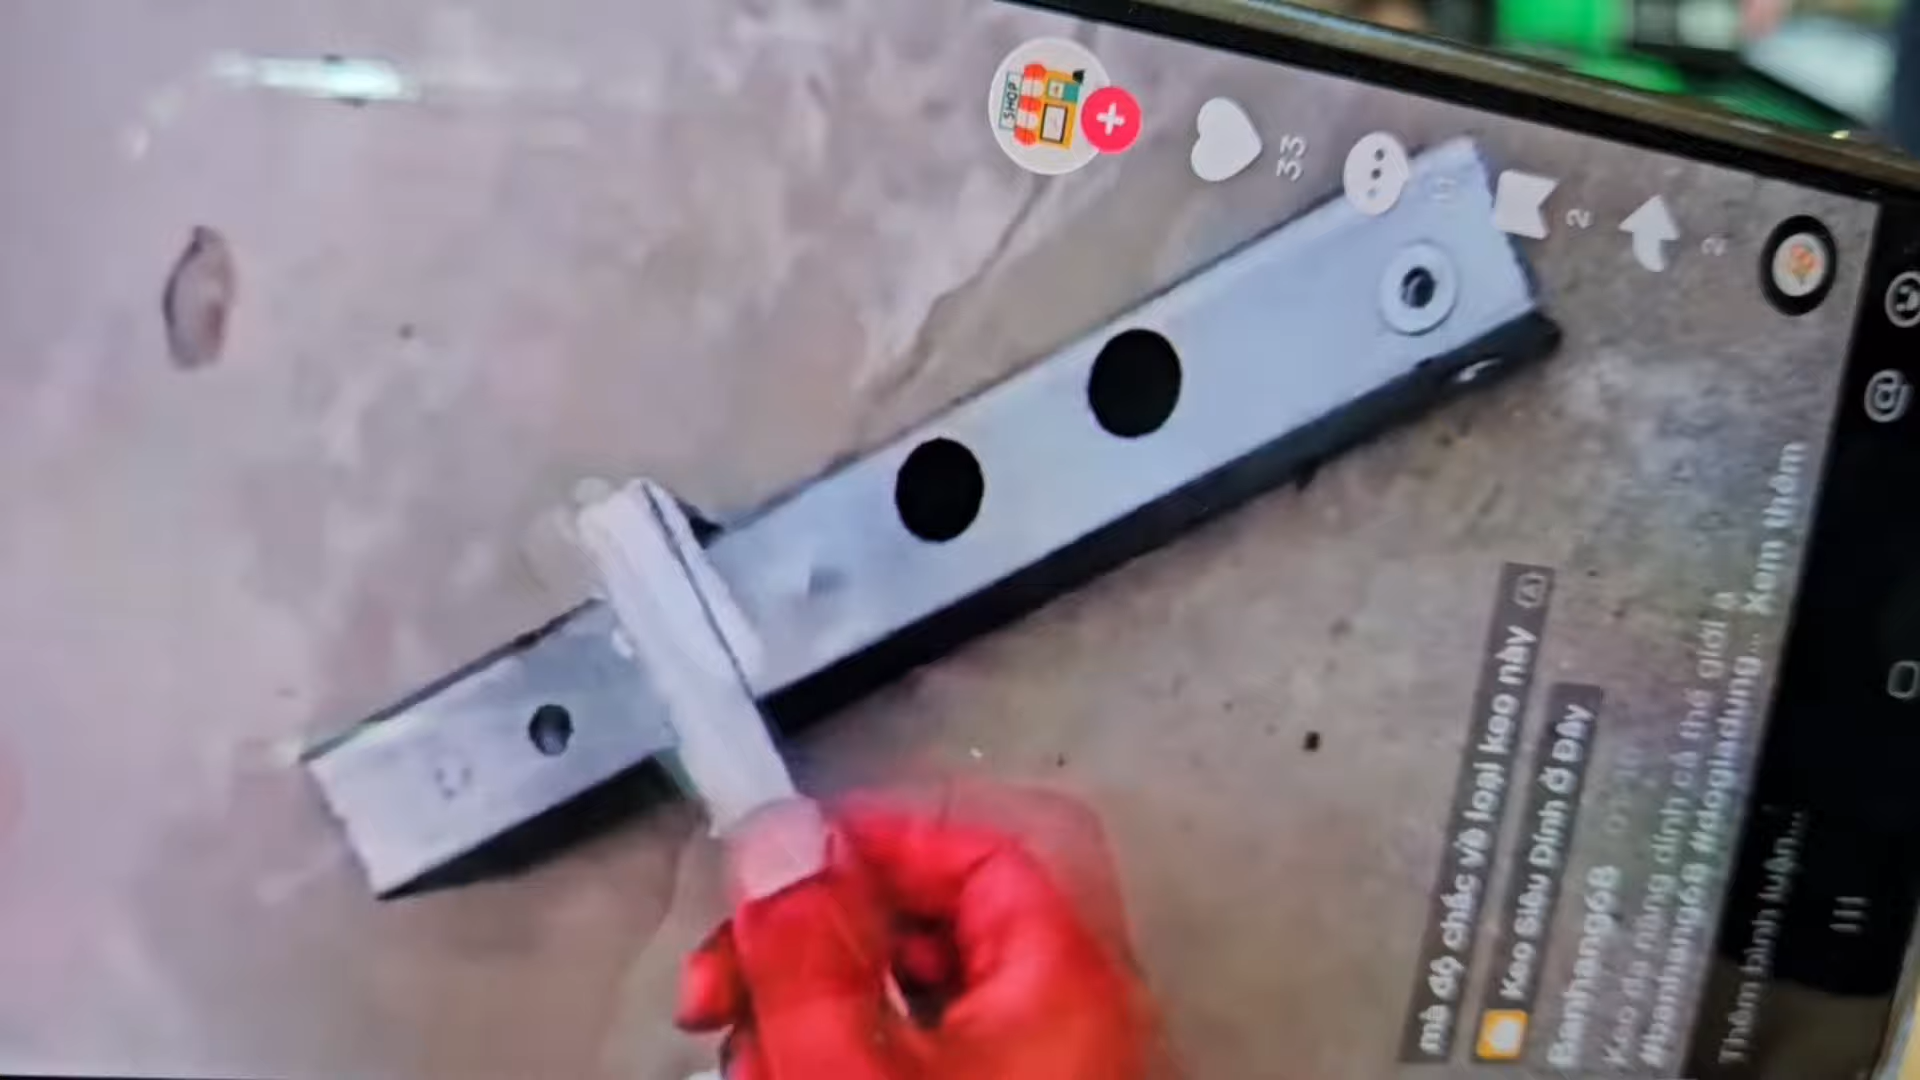 SHOP
33
2
2
mà độ chắc về loại keo này
Keo Siêu Dính Ở Đây
Banhang68
Keo đa năng dính cả thế giới ạ
#banhang68 #dogiadung... Xem thêm
Thêm bình luận...